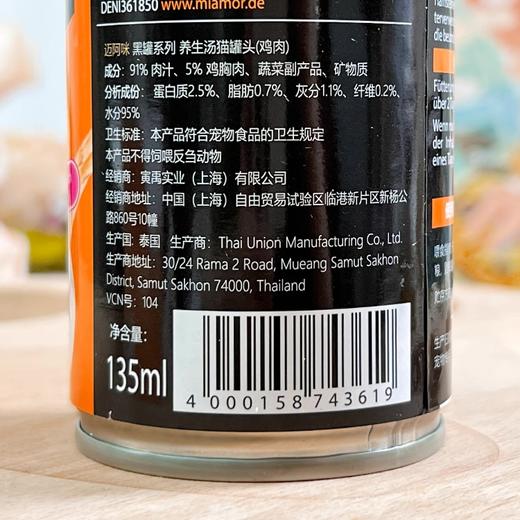 DENI361850 www.miamor.de
迈阿咪 黑罐系列 养生汤猫罐头(鸡肉)
成分：91% 肉汁、5% 鸡胸肉、蔬菜副产品、矿物质
分析成份：蛋白质2.5%、脂肪0.7%、灰分1.1%、纤维0.2%、
水分95%
卫生标准：本产品符合宠物食品的卫生规定
本产品不得饲喂反刍动物
经销商：寅禹实业（上海）有限公司
经销商地址：中国（上海）自由贸易试验区临港新片区新杨公
路860号10幢
生产国：泰国 生产商：Thai Union Manufacturing Co., Ltd.
生产商地址：30/24 Rama 2 Road, Mueang Samut Sakhon
District, Samut Sakhon 74000, Thailand
VCN号：104
净含量：
135ml
4 000158 743619
Fütterun
über 2
Wenn